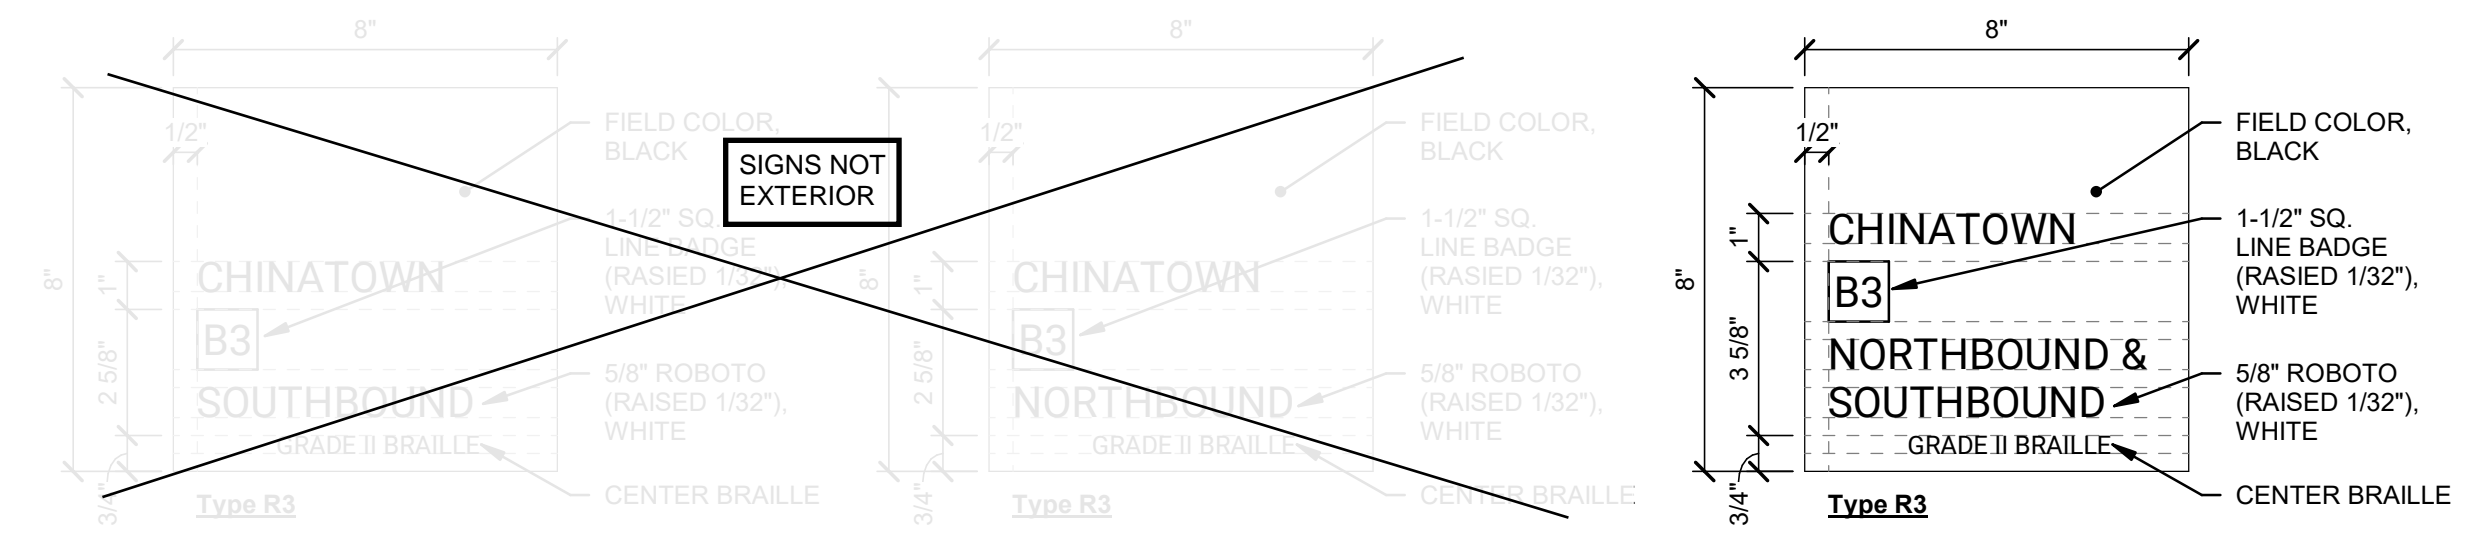 8"
1/2"
8"
FIELD COLOR,
BLACK
1-1/2" SQ.
LINE BADGE
(RASIED 1/32"),
WHITE
1"
CHINATOWN
B3
2 5/8"
SOUTHBOUND
5/8" ROBOTO
(RAISED 1/32"),
WHITE
GRADE II BRAILLE
3/4"
CENTER BRAILLE
Type R3
SIGNS NOT
EXTERIOR
8"
1/2"
8"
FIELD COLOR,
BLACK
1-1/2" SQ.
LINE BADGE
(RASIED 1/32"),
WHITE
1"
CHINATOWN
B3
2 5/8"
NORTHBOUND
5/8" ROBOTO
(RAISED 1/32"),
WHITE
GRADE II BRAILLE
3/4"
CENTER BRAILLE
Type R3
8"
1/2"
8"
FIELD COLOR,
BLACK
1"
CHINATOWN
1-1/2" SQ.
LINE BADGE
(RASIED 1/32"),
WHITE
B3
3 5/8"
NORTHBOUND &
SOUTHBOUND
5/8" ROBOTO
(RAISED 1/32"),
WHITE
GRADE II BRAILLE
3/4"
CENTER BRAILLE
Type R3